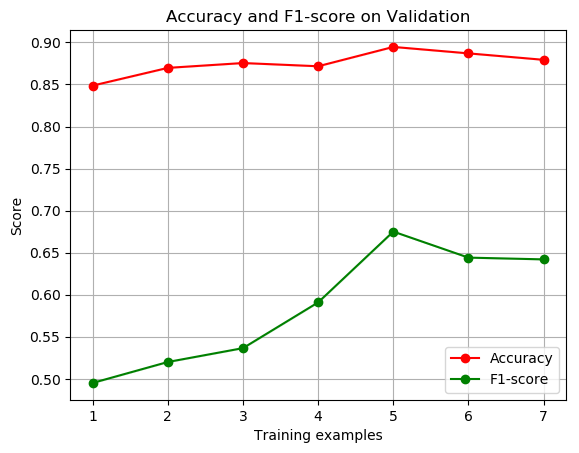 Accuracy and F1-score on Validation
Score
0.90
0.85
0.80
0.75
0.70
0.65
0.60
0.55
0.50
Accuracy
F1-score
1 2 3 4 5 6 7
Training examples